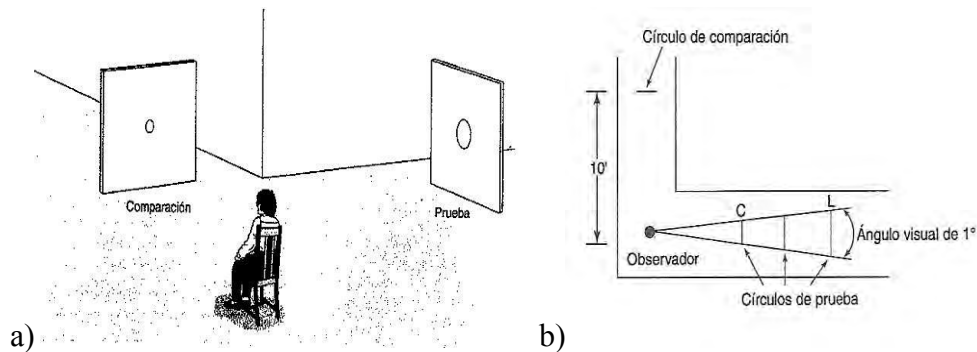 Comparación
Prueba
a)
Círculo de comparación
10'
C
L
Ángulo visual de 1°
Observador
Círculos de prueba
b)